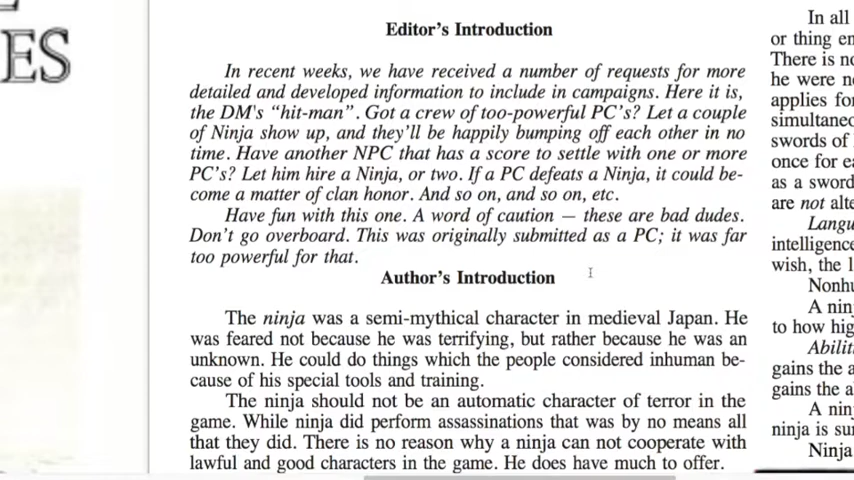 ES
Editor's Introduction
In recent weeks, we have received a number of requests for more
detailed and developed information to include in campaigns. Here it is,
the DM's "hit-man". Got a crew of too-powerful PC's? Let a couple
of Ninja show up, and they'll be happily bumping off each other in no
time. Have another NPC that has a score to settle with one or more
PC's? Let him hire a Ninja, or two. If a PC defeats a Ninja, it could be-
come a matter of clan honor. And so on, and so on, etc.
Have fun with this one. A word of caution — these are bad dudes.
Don't go overboard. This was originally submitted as a PC; it was far
too powerful for that.
Author's Introduction
The ninja was a semi-mythical character in medieval Japan. He
was feared not because he was terrifying, but rather because he was an
unknown. He could do things which the people considered inhuman be-
cause of his special tools and training.
The ninja should not be an automatic character of terror in the
game. While ninja did perform assassinations that was by no means all
that they did. There is no reason why a ninja can not cooperate with
lawful and good characters in the game. He does have much to offer.
In all
or thing en
There is no
he were n
applies for
simultaneo
swords of
once for ea
as a sword
are not alte
Langu
intelligence
wish, the l
Nonhu
A nin
to how hig
Abilit
gains the a
gains the a
A nin
ninja is su
Ninja